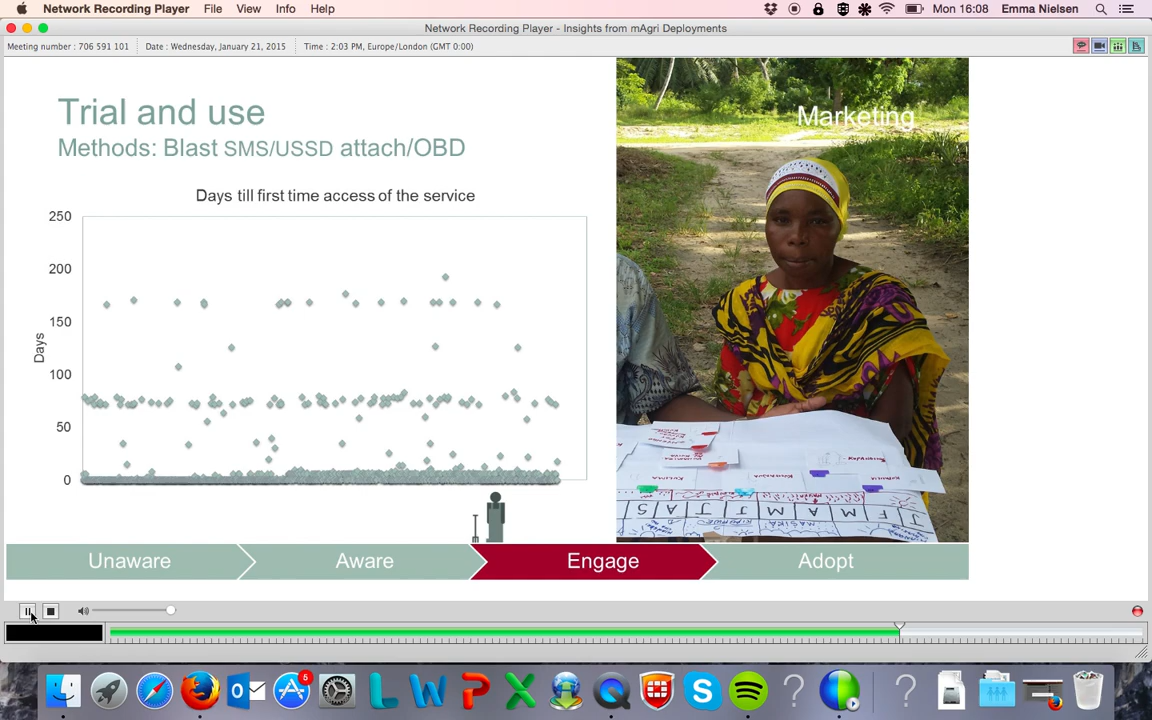 Network Recording Player File View Info Help Mon 16:08 Emma Nielsen
Network Recording Player - Insights from mAgri Deployments
Meeting number : 706 591 101 Date : Wednesday, January 21, 2015 Time : 2:03 PM, Europe/London (GMT 0:00)
Trial and use
Methods: Blast SMS/USSD attach/OBD
Marketing
Days till first time access of the service
250
200
150
100
50
0
Days
J F M A M J J A S
Unaware Aware Engage Adopt
5